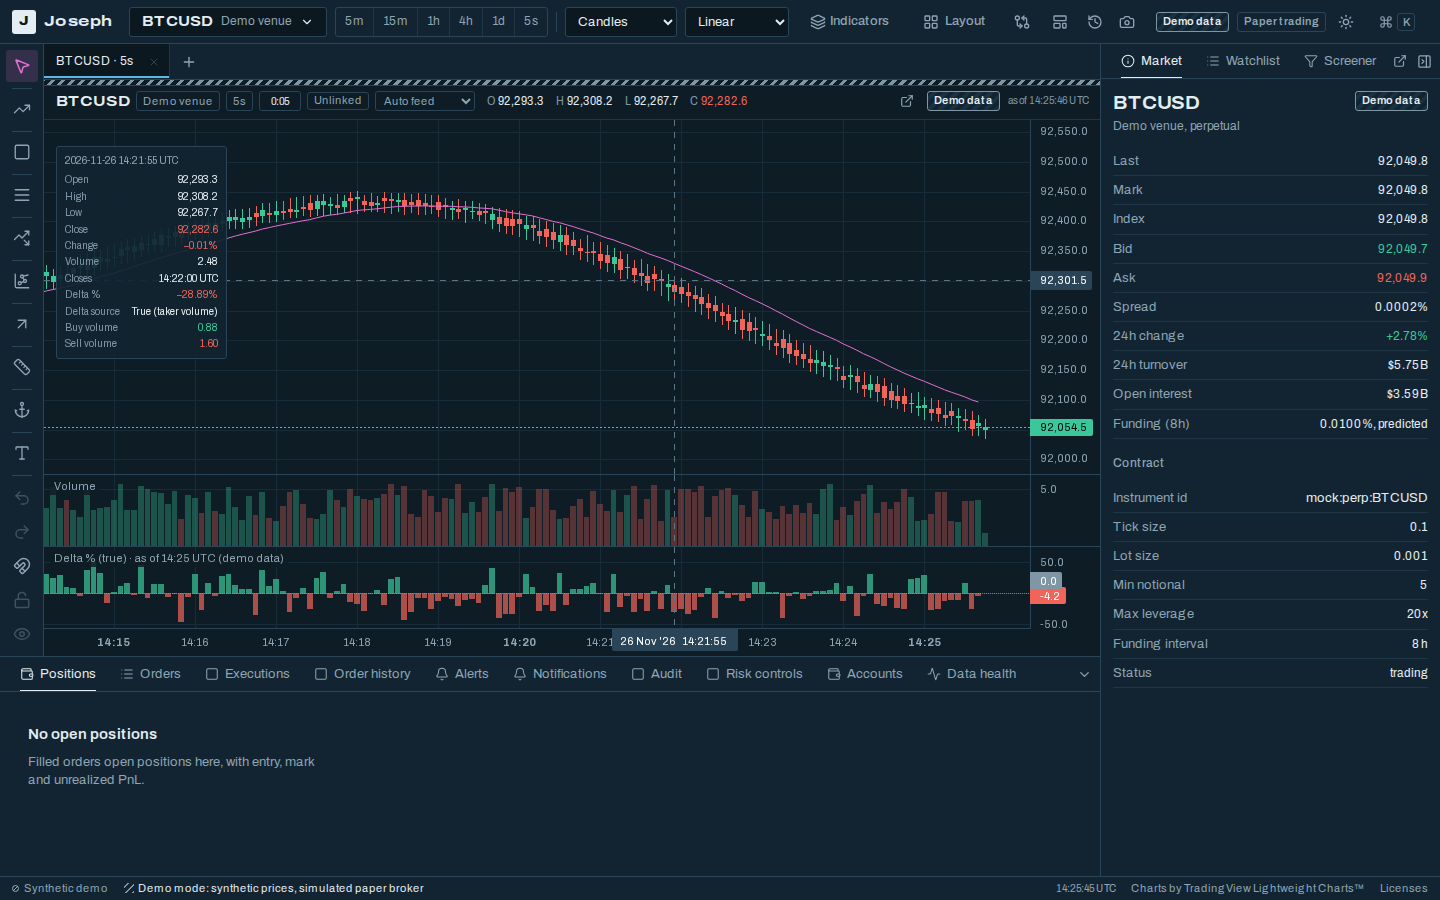 J Joseph BTCUSD Demo venue 5m 15m 1h 4h 1d 5s Candles Linear Indicators Layout Demo data Paper trading ⌘ K
BTCUSD · 5s × +
BTCUSD Demo venue 5s 0:05 Unlinked Auto feed O 92,293.3 H 92,308.2 L 92,267.7 C 92,282.6 Demo data as of 14:25:46 UTC
2026-11-26 14:21:55 UTC
Open 92,293.3
High 92,308.2
Low 92,267.7
Close 92,282.6
Change −0.01%
Volume 2.48
Closes 14:22:00 UTC
Delta % −28.89%
Delta source True (taker volume)
Buy volume 0.88
Sell volume 1.60
92,550.0
92,500.0
92,450.0
92,400.0
92,350.0
92,301.5
92,250.0
92,200.0
92,150.0
92,100.0
92,054.5
92,000.0
Volume
5.0
Delta % (true) · as of 14:25 UTC (demo data)
50.0
0.0
-4.2
-50.0
14:15 14:16 14:17 14:18 14:19 14:20 14:21 26 Nov '26 14:21:55 14:23 14:24 14:25
Market Watchlist Screener
BTCUSD Demo data
Demo venue, perpetual
Last 92,049.8
Mark 92,049.8
Index 92,049.8
Bid 92,049.7
Ask 92,049.9
Spread 0.0002%
24h change +2.78%
24h turnover $5.75B
Open interest $3.59B
Funding (8h) 0.0100%, predicted
Contract
Instrument id mock:perp:BTCUSD
Tick size 0.1
Lot size 0.001
Min notional 5
Max leverage 20x
Funding interval 8 h
Status trading
Positions Orders Executions Order history Alerts Notifications Audit Risk controls Accounts Data health
No open positions
Filled orders open positions here, with entry, mark
and unrealized PnL.
Synthetic demo Demo mode: synthetic prices, simulated paper broker 14:25:45 UTC Charts by TradingView Lightweight Charts™ Licenses